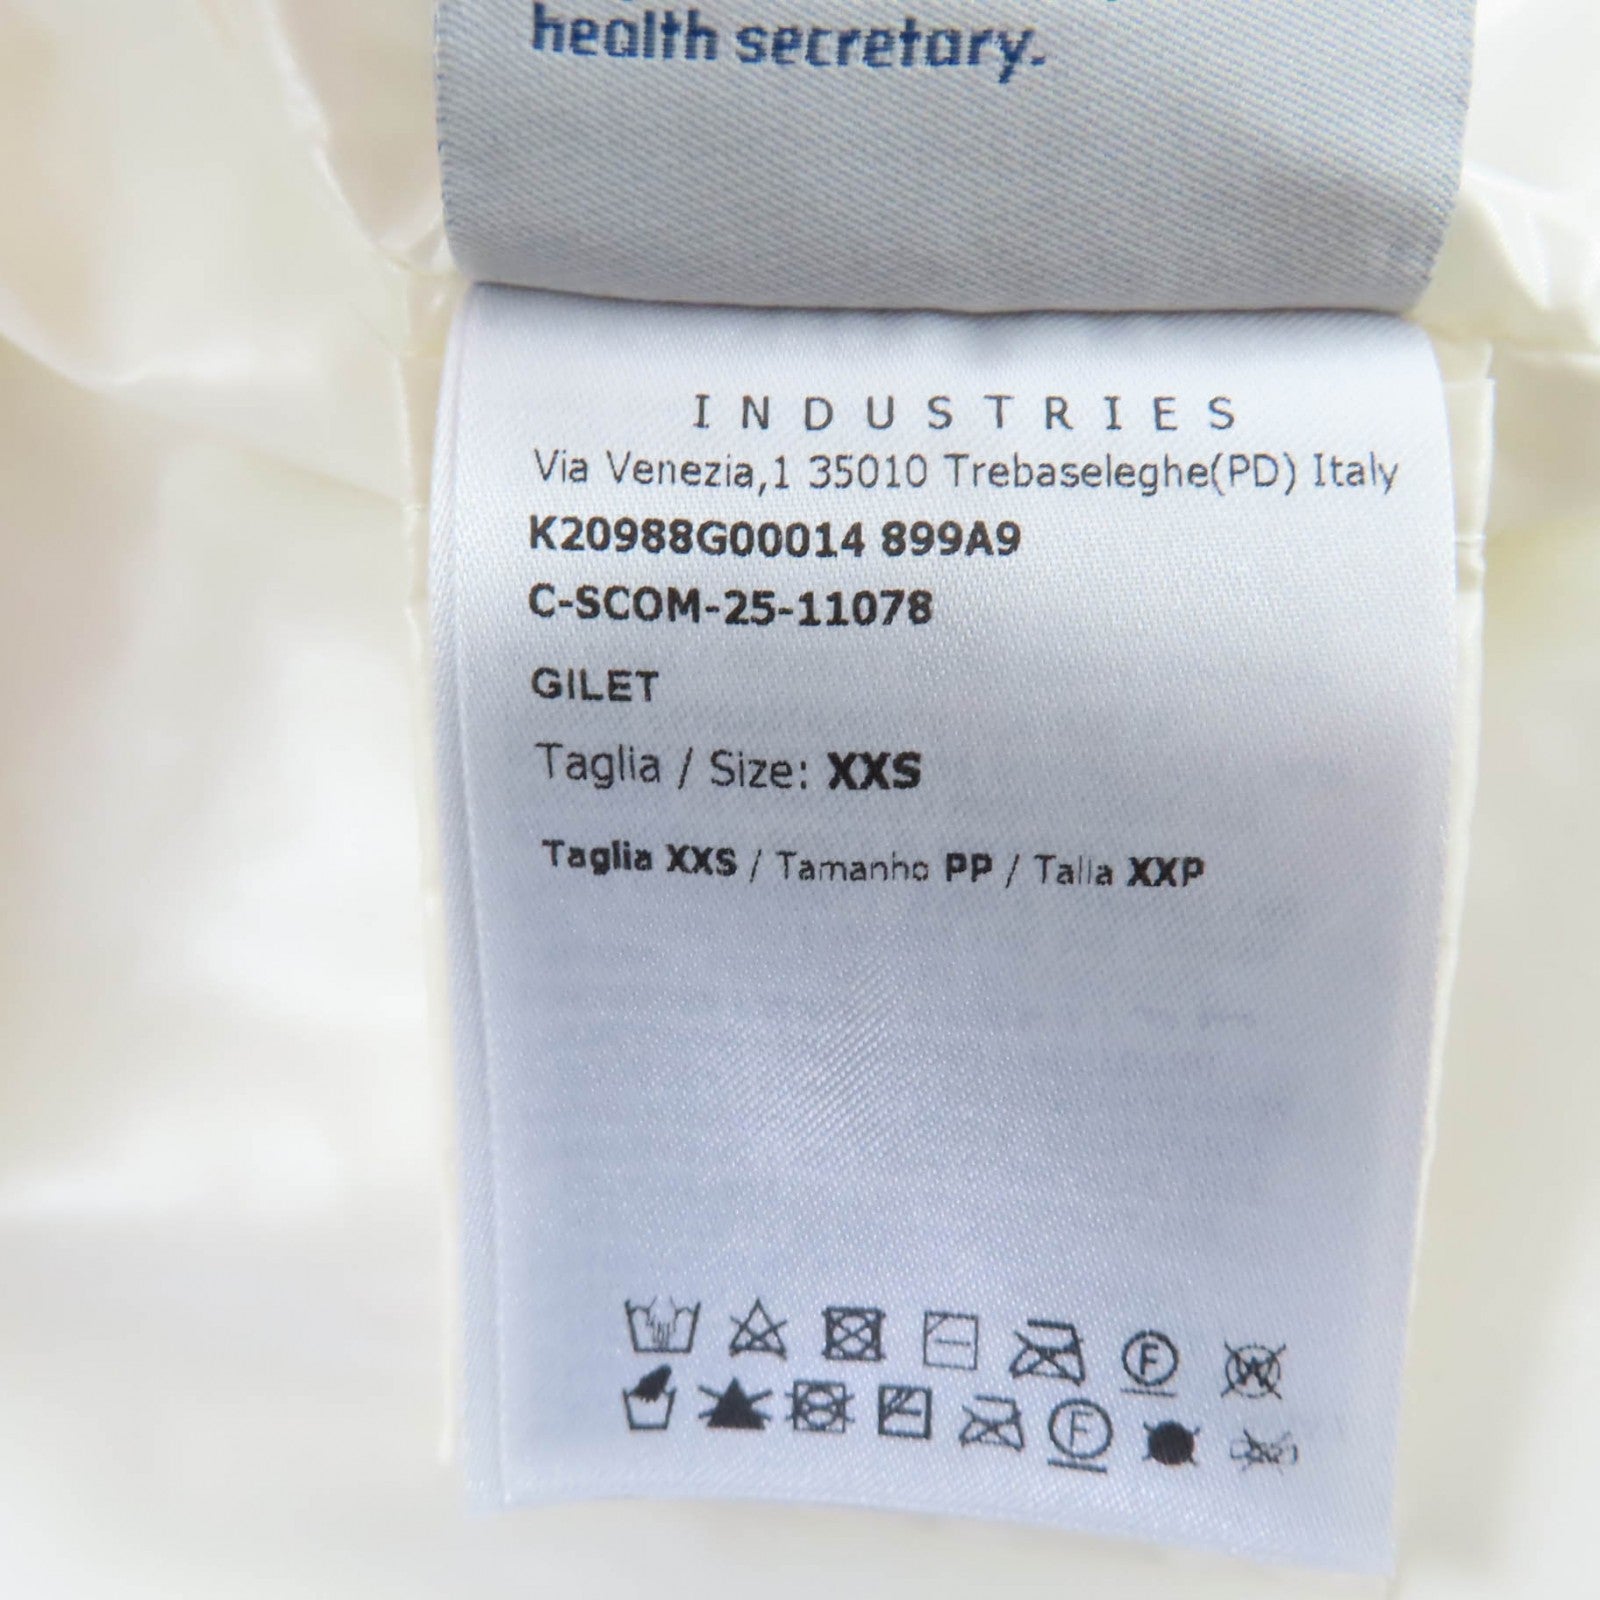 health secretary.
INDUSTRIES
Via Venezia,1 35010 Trebaseleghe(PD) Italy
K20988G00014 899A9
C-SCOM-25-11078
GILET
Taglia / Size: XXS
Taglia XXS / Tamanho PP / Talla XXP
F W
F